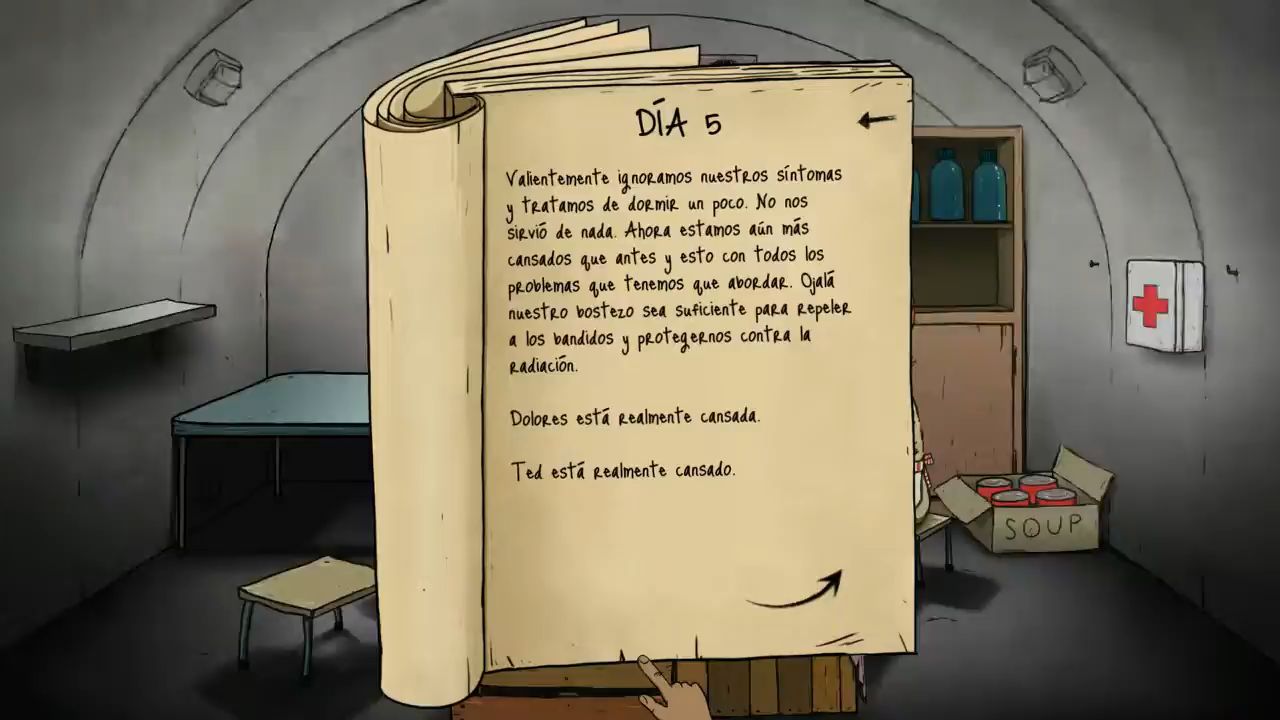 DÍA 5
Valientemente ignoramos nuestros síntomas
y tratamos de dormir un poco. No nos
sirvió de nada. Ahora estamos aún más
cansados que antes y esto con todos los
problemas que tenemos que abordar. Ojalá
nuestro bostezo sea suficiente para repeler
a los bandidos y protegernos contra la
radiación.
Dolores está realmente cansada.
Ted está realmente cansado.
SOUP